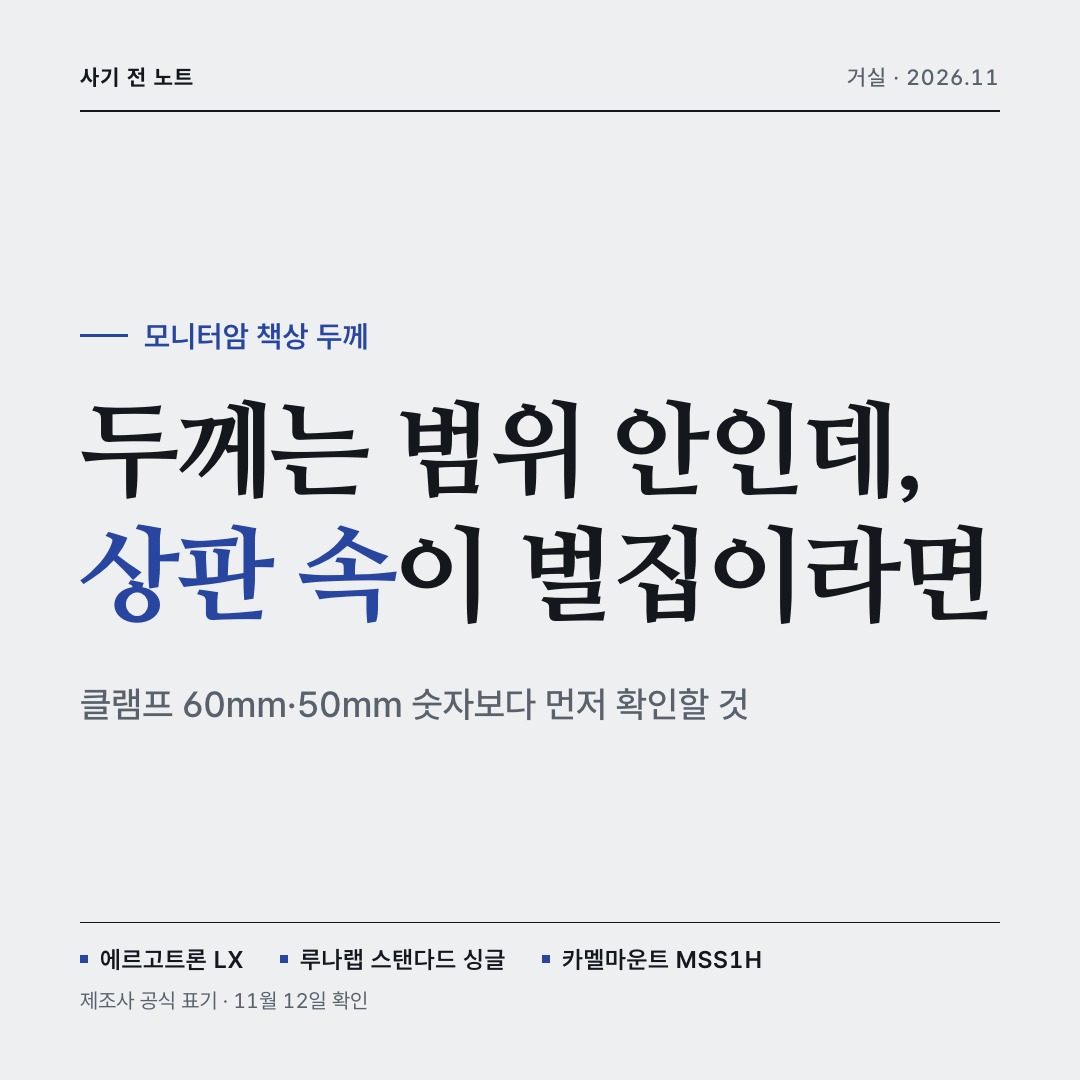 사기 전 노트
거실 · 2026.11
모니터암 책상 두께
두께는 범위 안인데,
상판 속이 벌집이라면
클램프 60mm·50mm 숫자보다 먼저 확인할 것
에르고트론 LX 루나랩 스탠다드 싱글 카멜마운트 MSS1H
제조사 공식 표기 · 11월 12일 확인